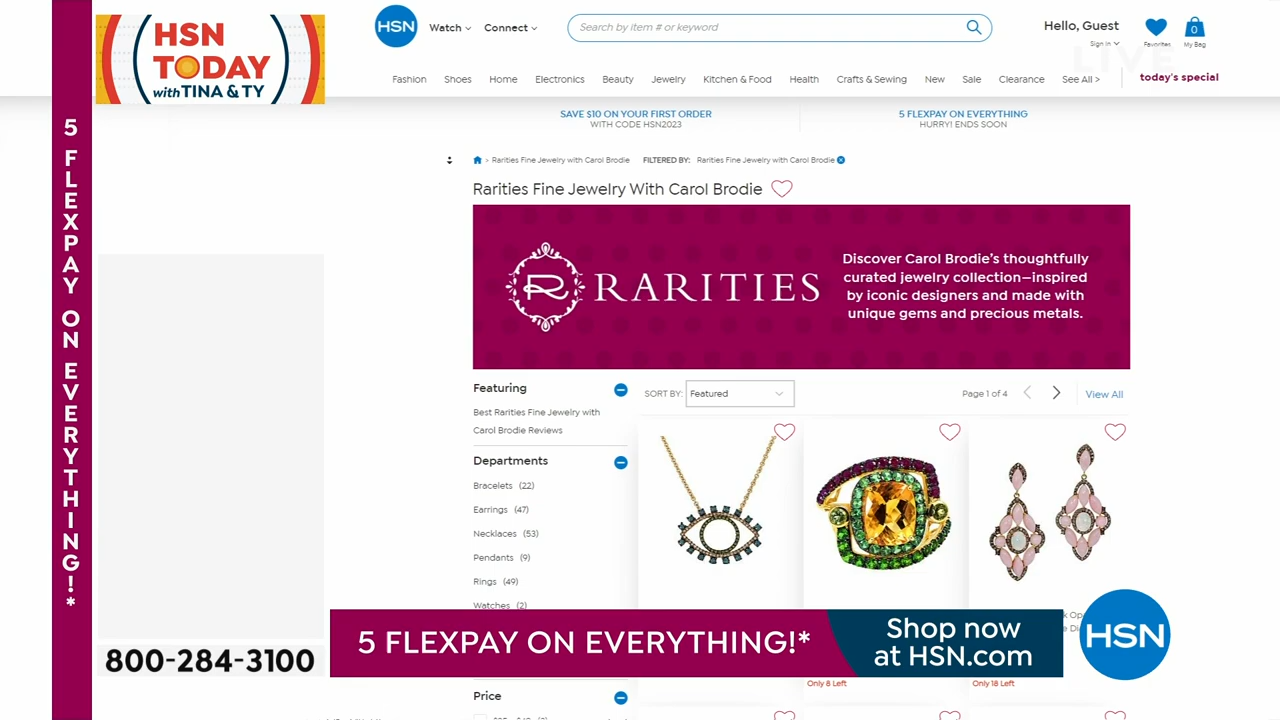 HSN
TODAY
with TINA & TY
5 FLEXPAY ON EVERYTHING!*
800-284-3100
HSN
Watch
Connect
Search by item # or keyword
Hello, Guest
Sign In
Favorites
0
My Bag
LIVE
Fashion Shoes Home Electronics Beauty Jewelry Kitchen & Food Health Crafts & Sewing New Sale Clearance See All >
today's special
SAVE $10 ON YOUR FIRST ORDER
WITH CODE HSN2023
5 FLEXPAY ON EVERYTHING
HURRY! ENDS SOON
> Rarities Fine Jewelry with Carol Brodie FILTERED BY: Rarities Fine Jewelry with Carol Brodie
Rarities Fine Jewelry With Carol Brodie
R RARITIES
Discover Carol Brodie's thoughtfully
curated jewelry collection—inspired
by iconic designers and made with
unique gems and precious metals.
Featuring
Best Rarities Fine Jewelry with
Carol Brodie Reviews
Departments
Bracelets (22)
Earrings (47)
Necklaces (53)
Pendants (9)
Rings (49)
Watches (2)
Price
SORT BY: Featured
Page 1 of 4
View All
Only 8 Left
Only 18 Left
5 FLEXPAY ON EVERYTHING!*
Shop now
at HSN.com
HSN